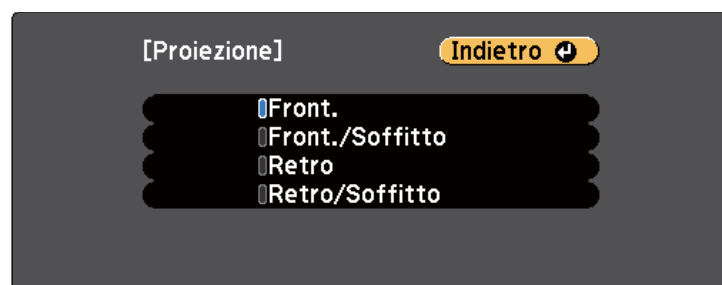 [Proiezione]
Indietro
Front.
Front./Soffitto
Retro
Retro/Soffitto